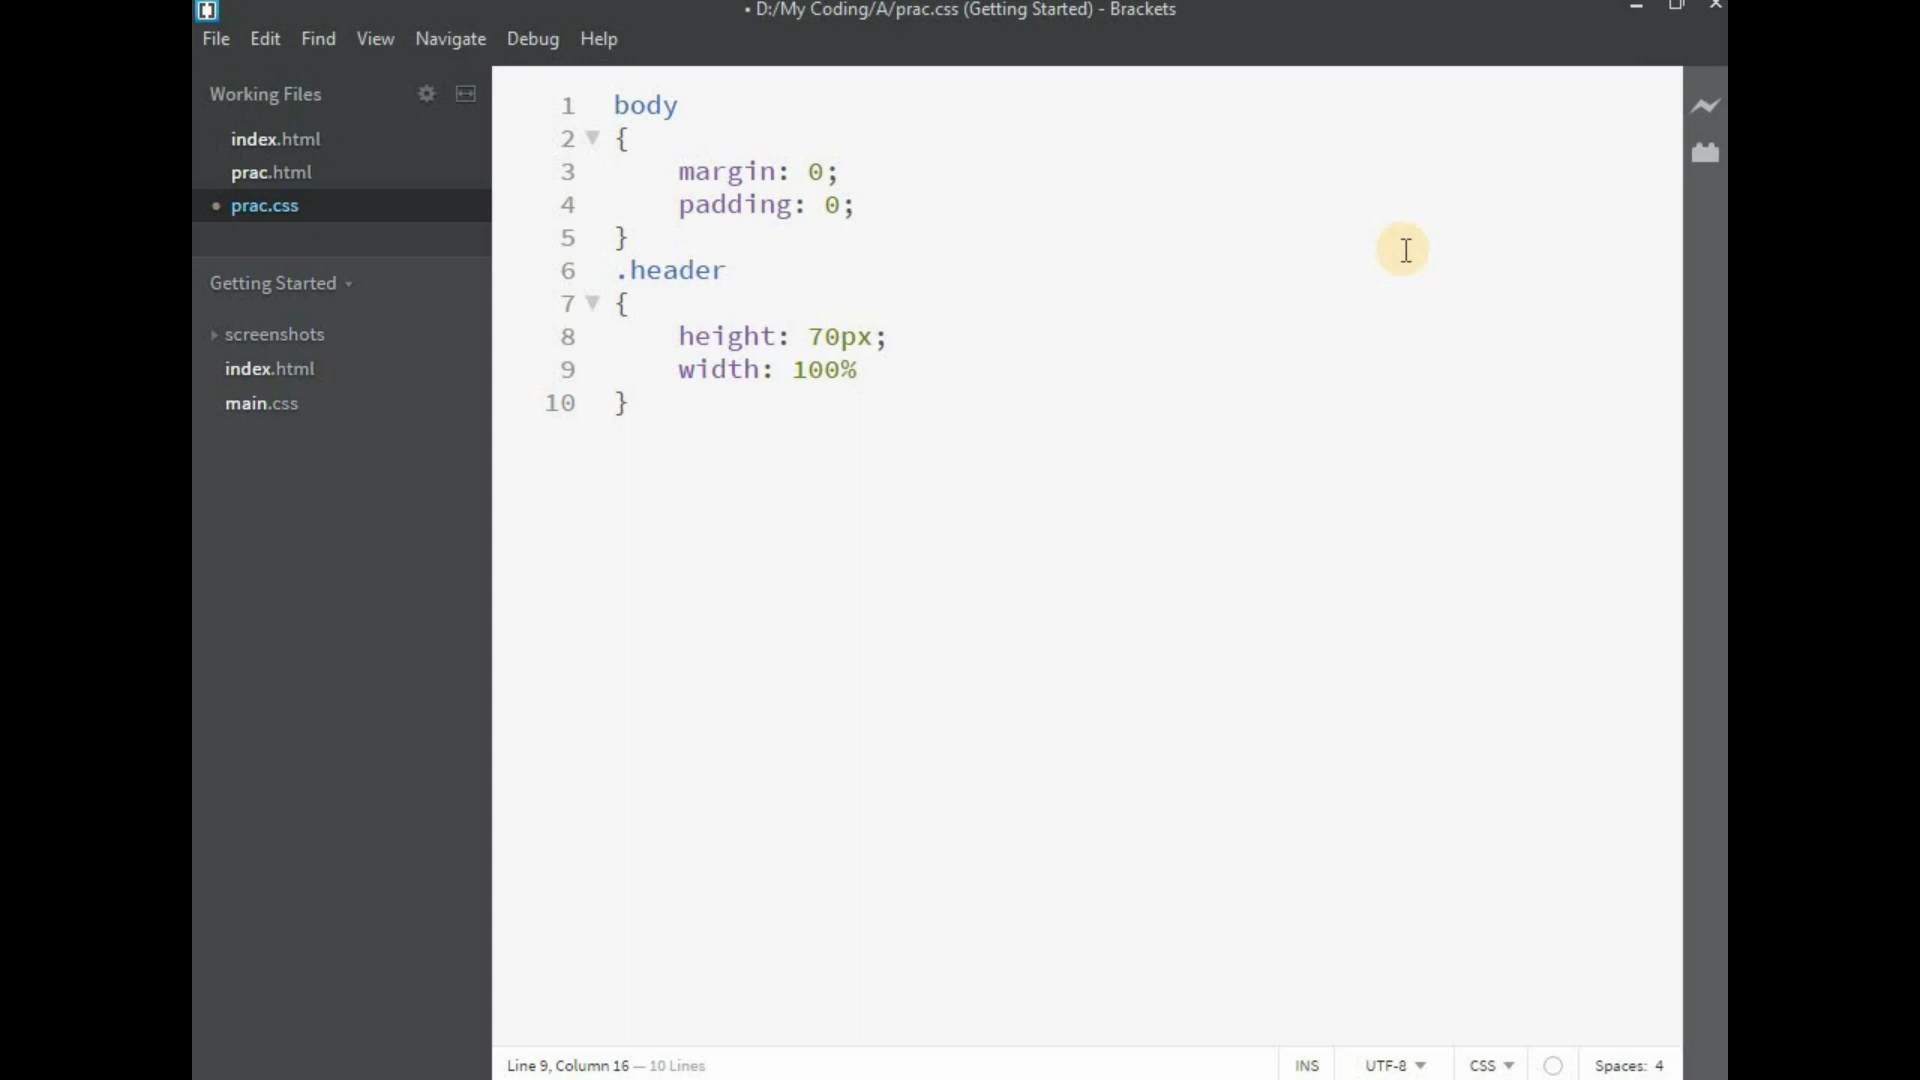 • D:/My Coding/A/prac.css (Getting Started) - Brackets
File Edit Find View Navigate Debug Help
Working Files
index.html
prac.html
• prac.css
Getting Started
screenshots
index.html
main.css
1 body
2 {
3 margin: 0;
4 padding: 0;
5 }
6 .header
7 {
8 height: 70px;
9 width: 100%
10 }
Line 9, Column 16 — 10 Lines
INS UTF-8 CSS Spaces: 4